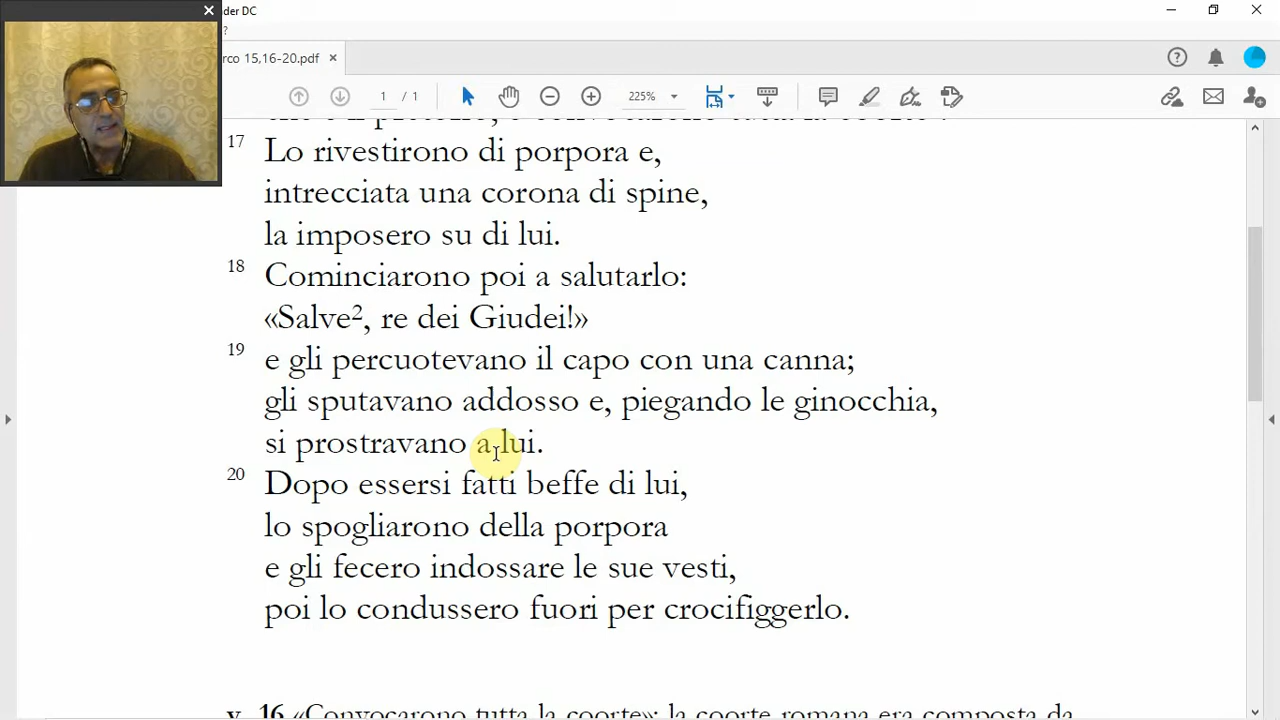 der DC
?
rco 15,16-20.pdf ×
1 / 1
225%
17
Lo rivestirono di porpora e,
intrecciata una corona di spine,
la imposero su di lui.
18
Cominciarono poi a salutarlo:
«Salve², re dei Giudei!»
19
e gli percuotevano il capo con una canna;
gli sputavano addosso e, piegando le ginocchia,
si prostravano a lui.
20
Dopo essersi fatti beffe di lui,
lo spogliarono della porpora
e gli fecero indossare le sue vesti,
poi lo condussero fuori per crocifiggerlo.
v. 16 «Convocarono tutta la coorte»: la coorte romana era composta da